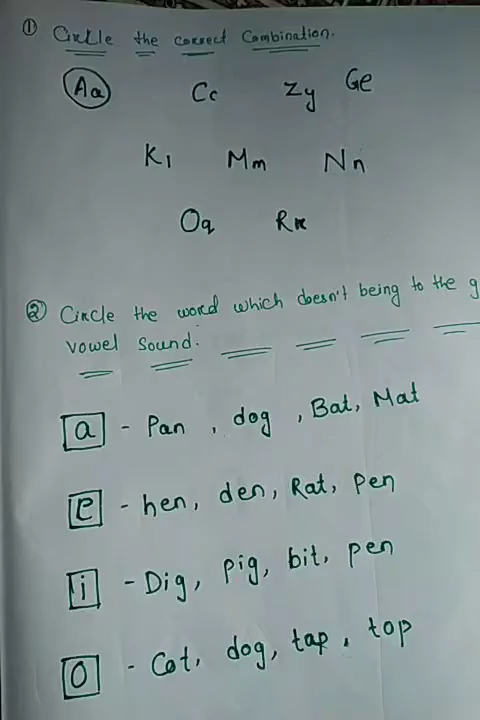 ① Circle the correct Combination.
Aa Cc Zy Ge
Kl Mm Nn
Oq Rr
② Circle the word which doesn't being to the g
vowel Sound.
a - Pan, dog, Bat, Mat
e - hen, den, Rat, pen
i - Dig, pig, bit, pen
O - Cot, dog, tap, top